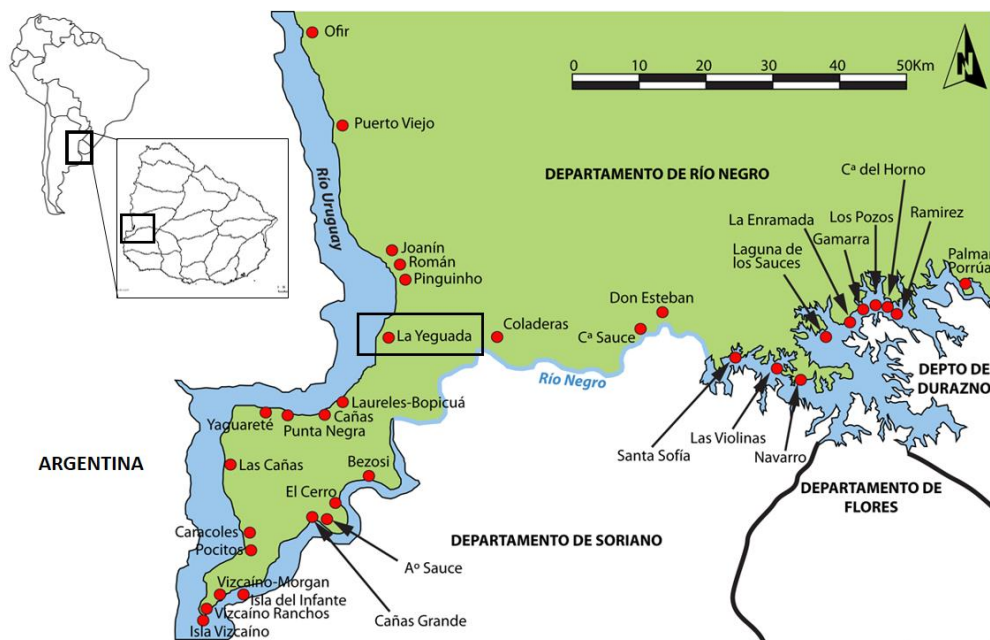 Ofir
0 10 20 30 40 50Km
N
Puerto Viejo
Río Uruguay
DEPARTAMENTO DE RÍO NEGRO
Cª del Horno
La Enramada
Los Pozos
Gamarra
Ramirez
Laguna de
los Sauces
Palmar
Porrúa
Joanín
Román
Pinguinho
Don Esteban
La Yeguada
Coladeras
Cª Sauce
Río Negro
DEPTO DE
DURAZNO
Laureles-Bopicuá
Yaguareté
Cañas
Punta Negra
Las Violinas
Santa Sofía
Navarro
ARGENTINA
Las Cañas
Bezosi
El Cerro
DEPARTAMENTO DE
FLORES
Caracoles
Pocitos
DEPARTAMENTO DE SORIANO
Aº Sauce
Vizcaíno-Morgan
Isla del Infante
Vizcaíno Ranchos
Cañas Grande
Isla Vizcaíno